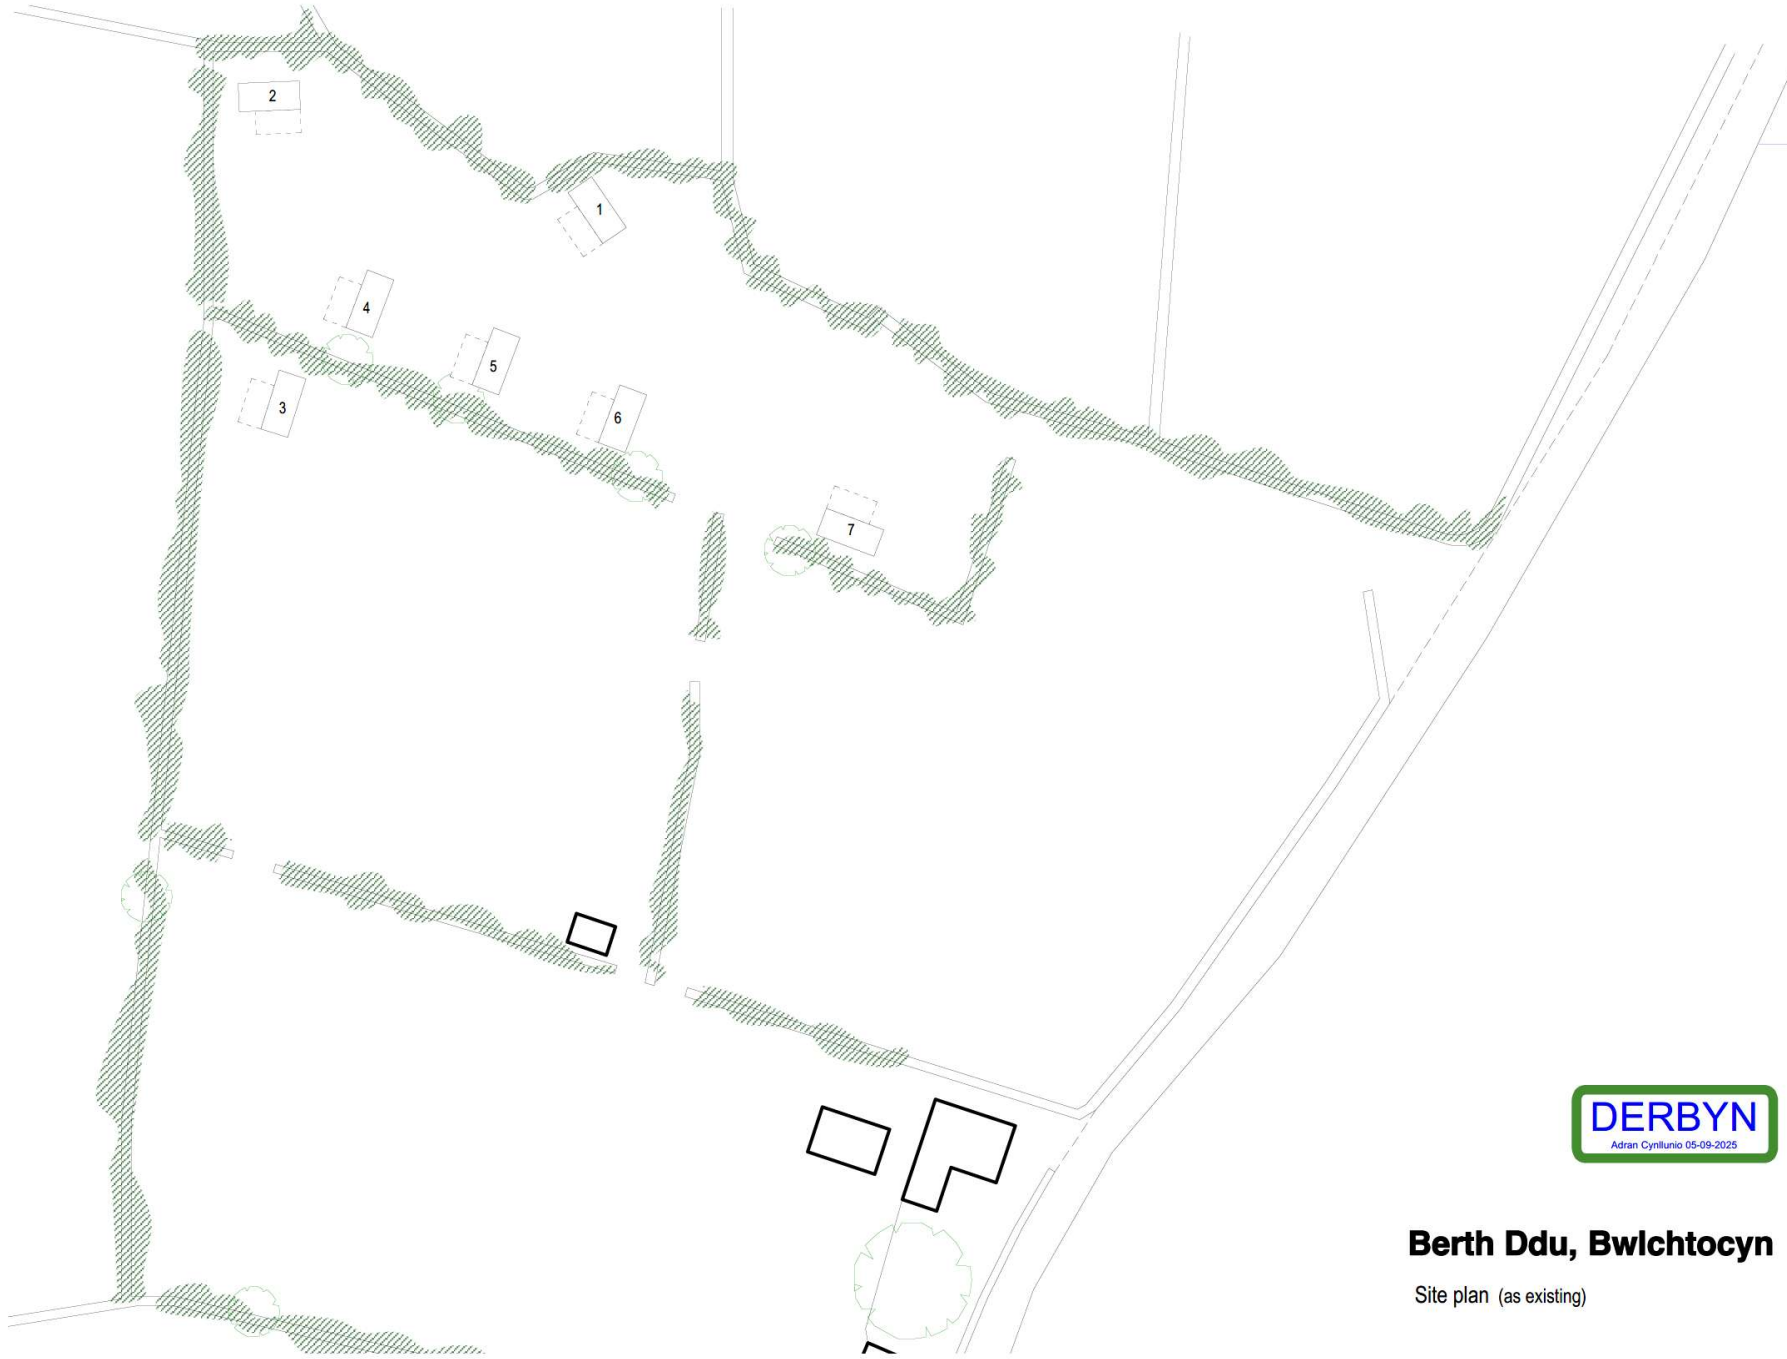 2
1
4
5
3
6
7
DERBYN
Adran Cynllunio 05-09-2025
Berth Ddu, Bwlchtocyn
Site plan (as existing)